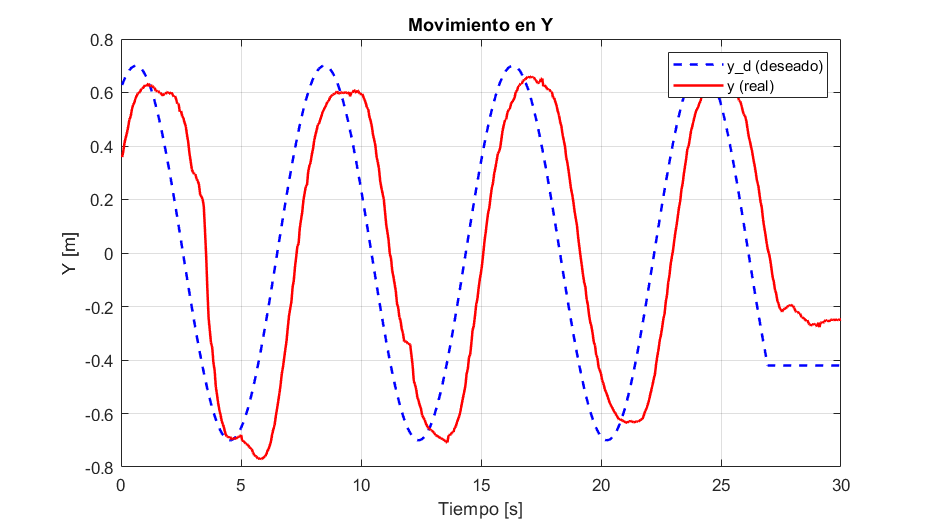 Movimiento en Y
y_d (deseado)
y (real)
0.8
0.6
0.4
0.2
0
-0.2
-0.4
-0.6
-0.8
Y [m]
0 5 10 15 20 25 30
Tiempo [s]